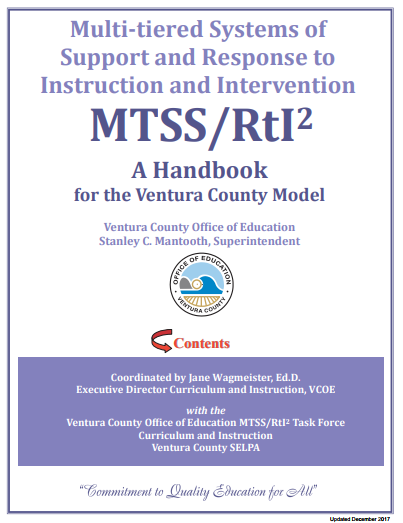 Multi-tiered Systems of
Support and Response to
Instruction and Intervention
MTSS/RtI²
A Handbook
for the Ventura County Model
Ventura County Office of Education
Stanley C. Mantooth, Superintendent
OFFICE OF EDUCATION
VENTURA COUNTY
Contents
Coordinated by Jane Wagmeister, Ed.D.
Executive Director Curriculum and Instruction, VCOE
with the
Ventura County Office of Education MTSS/RtI² Task Force
Curriculum and Instruction
Ventura County SELPA
“Commitment to Quality Education for All”
Updated December 2017